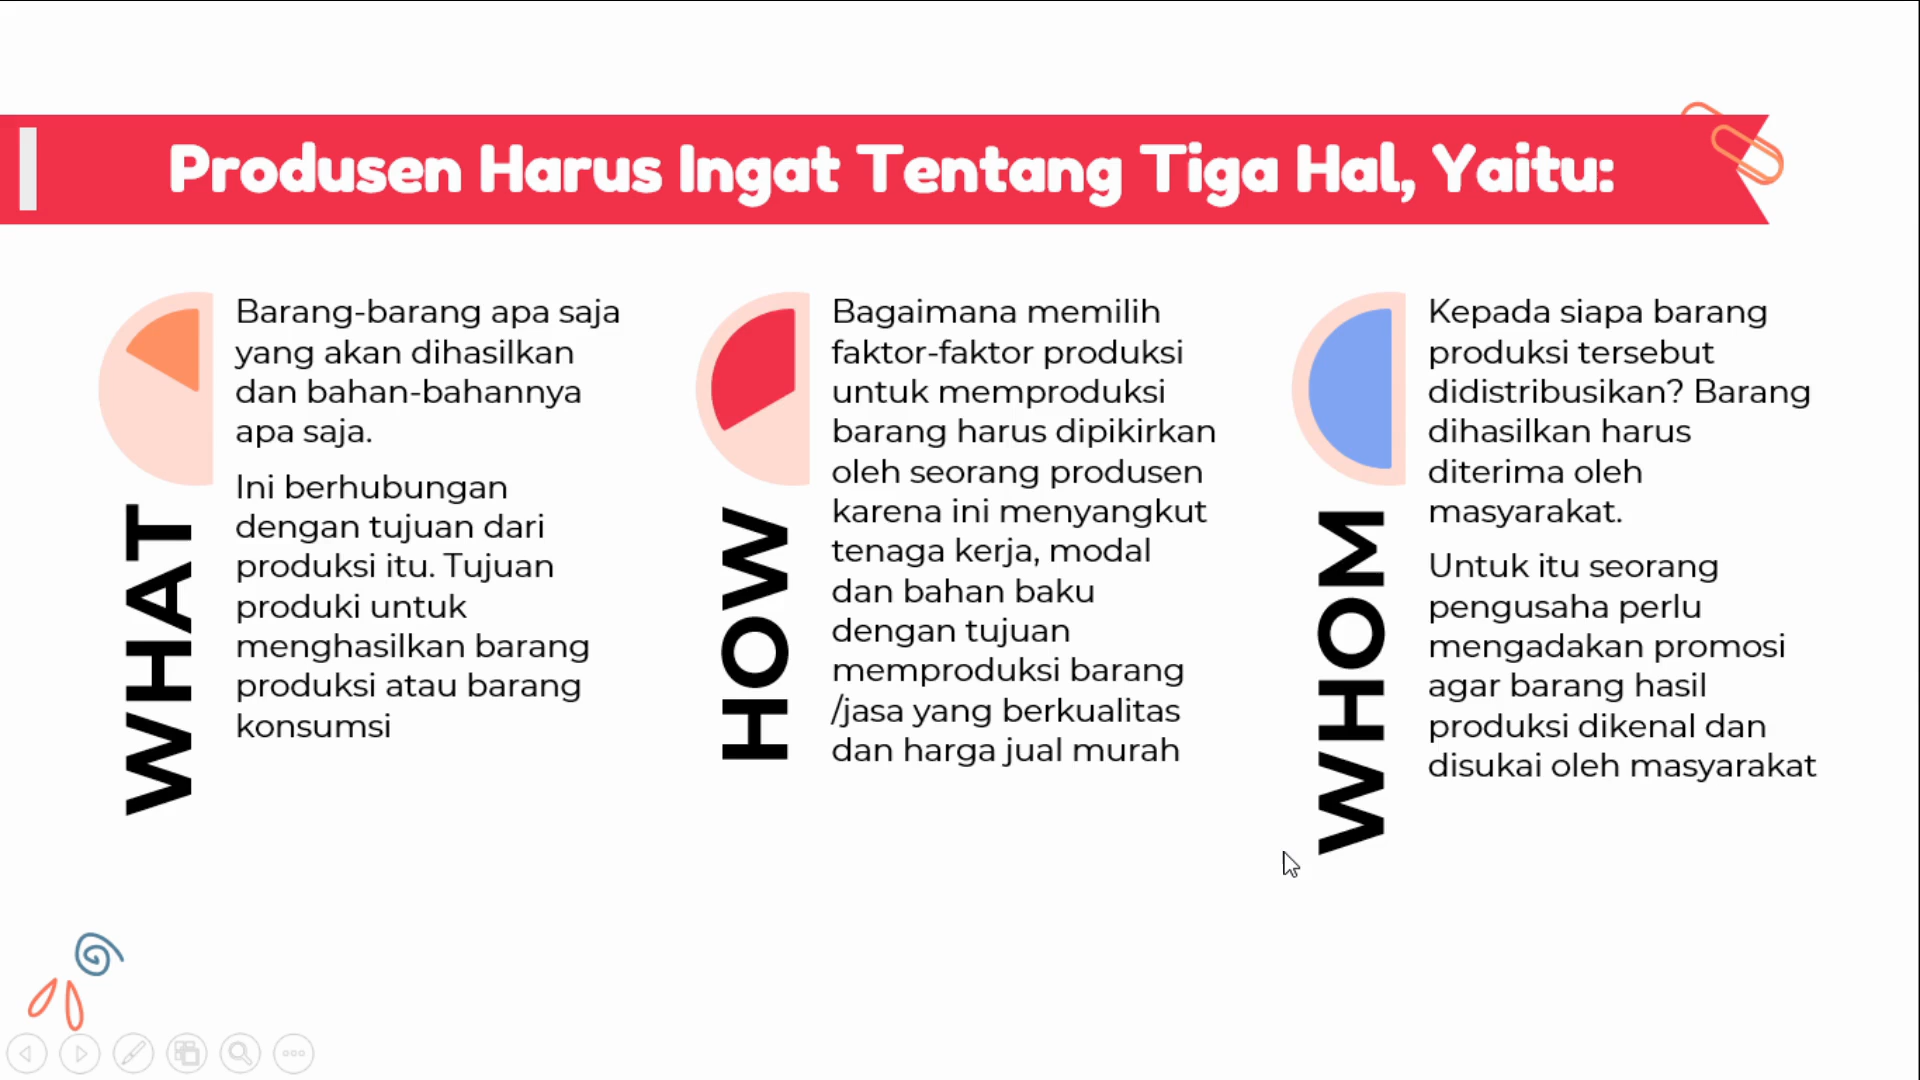 Produsen Harus Ingat Tentang Tiga Hal, Yaitu:
WHAT
Barang-barang apa saja
yang akan dihasilkan
dan bahan-bahannya
apa saja.
Ini berhubungan
dengan tujuan dari
produksi itu. Tujuan
produki untuk
menghasilkan barang
produksi atau barang
konsumsi
HOW
Bagaimana memilih
faktor-faktor produksi
untuk memproduksi
barang harus dipikirkan
oleh seorang produsen
karena ini menyangkut
tenaga kerja, modal
dan bahan baku
dengan tujuan
memproduksi barang
/jasa yang berkualitas
dan harga jual murah
WHOM
Kepada siapa barang
produksi tersebut
didistribusikan? Barang
dihasilkan harus
diterima oleh
masyarakat.
Untuk itu seorang
pengusaha perlu
mengadakan promosi
agar barang hasil
produksi dikenal dan
disukai oleh masyarakat